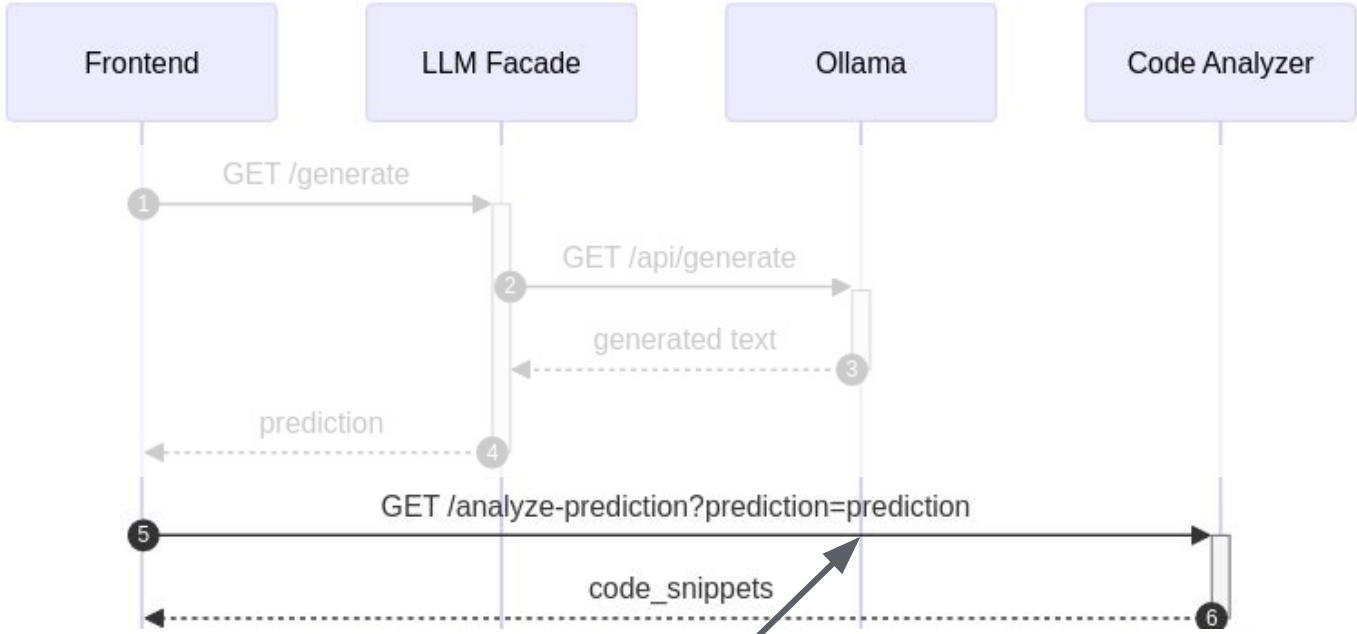 Frontend
LLM Facade
Ollama
Code Analyzer
GET /generate
1
GET /api/generate
2
generated text
3
prediction
4
GET /analyze-prediction?prediction=prediction
5
code_snippets
6